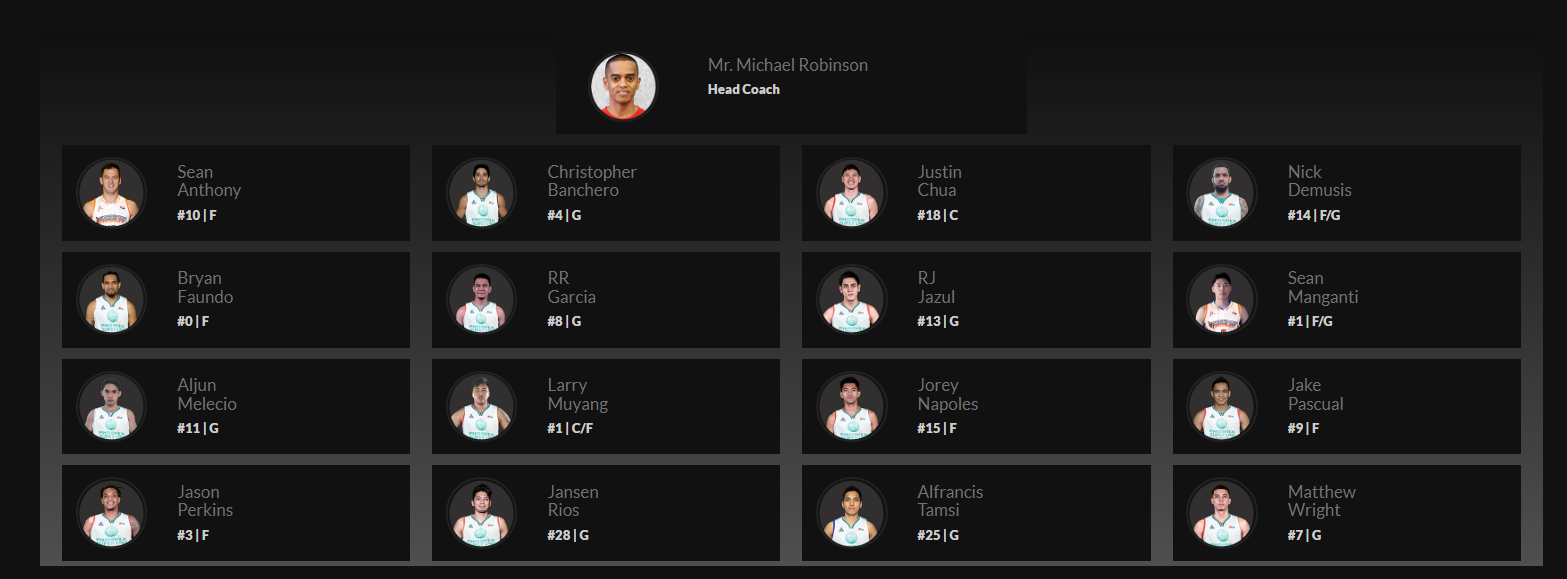 Mr. Michael Robinson
Head Coach
Sean
Anthony
#10 | F
Christopher
Banchero
#4 | G
Justin
Chua
#18 | C
Nick
Demusis
#14 | F/G
Bryan
Faundo
#0 | F
RR
Garcia
#8 | G
RJ
Jazul
#13 | G
Sean
Manganti
#1 | F/G
Aljun
Melecio
#11 | G
Larry
Muyang
#1 | C/F
Jorey
Napoles
#15 | F
Jake
Pascual
#9 | F
Jason
Perkins
#3 | F
Jansen
Rios
#28 | G
Alfrancis
Tamsi
#25 | G
Matthew
Wright
#7 | G